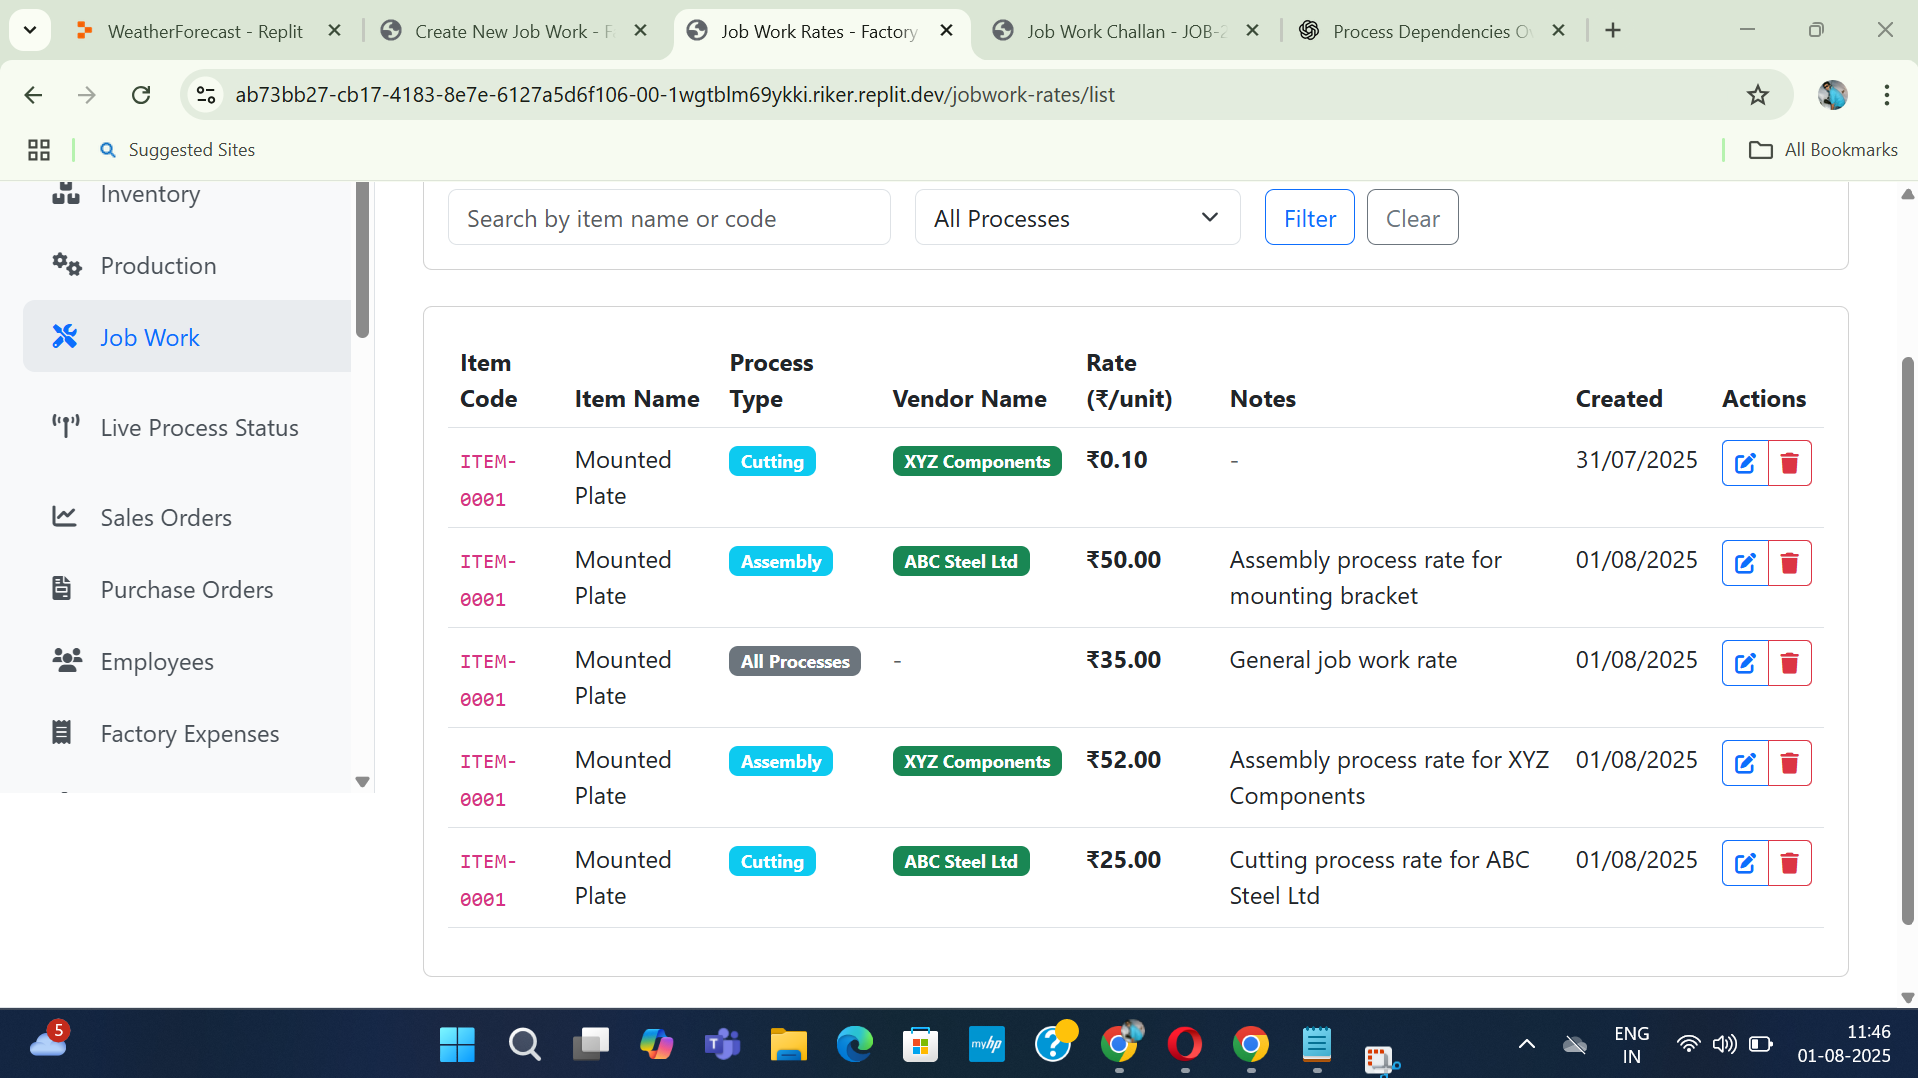 WeatherForecast - Replit
Create New Job Work - F
Job Work Rates - Factory
Job Work Challan - JOB-2
Process Dependencies Ov
ab73bb27-cb17-4183-8e7e-6127a5d6f106-00-1wgtblm69ykki.riker.replit.dev/jobwork-rates/list
Suggested Sites
All Bookmarks
Inventory
Production
Job Work
Live Process Status
Sales Orders
Purchase Orders
Employees
Factory Expenses
Search by item name or code
All Processes
Filter
Clear
Item Code Item Name Process Type Vendor Name Rate (₹/unit) Notes Created Actions
ITEM-0001 Mounted Plate Cutting XYZ Components ₹0.10 - 31/07/2025
ITEM-0001 Mounted Plate Assembly ABC Steel Ltd ₹50.00 Assembly process rate for mounting bracket 01/08/2025
ITEM-0001 Mounted Plate All Processes - ₹35.00 General job work rate 01/08/2025
ITEM-0001 Mounted Plate Assembly XYZ Components ₹52.00 Assembly process rate for XYZ Components 01/08/2025
ITEM-0001 Mounted Plate Cutting ABC Steel Ltd ₹25.00 Cutting process rate for ABC Steel Ltd 01/08/2025
5
myhp
ENG
IN
11:46
01-08-2025